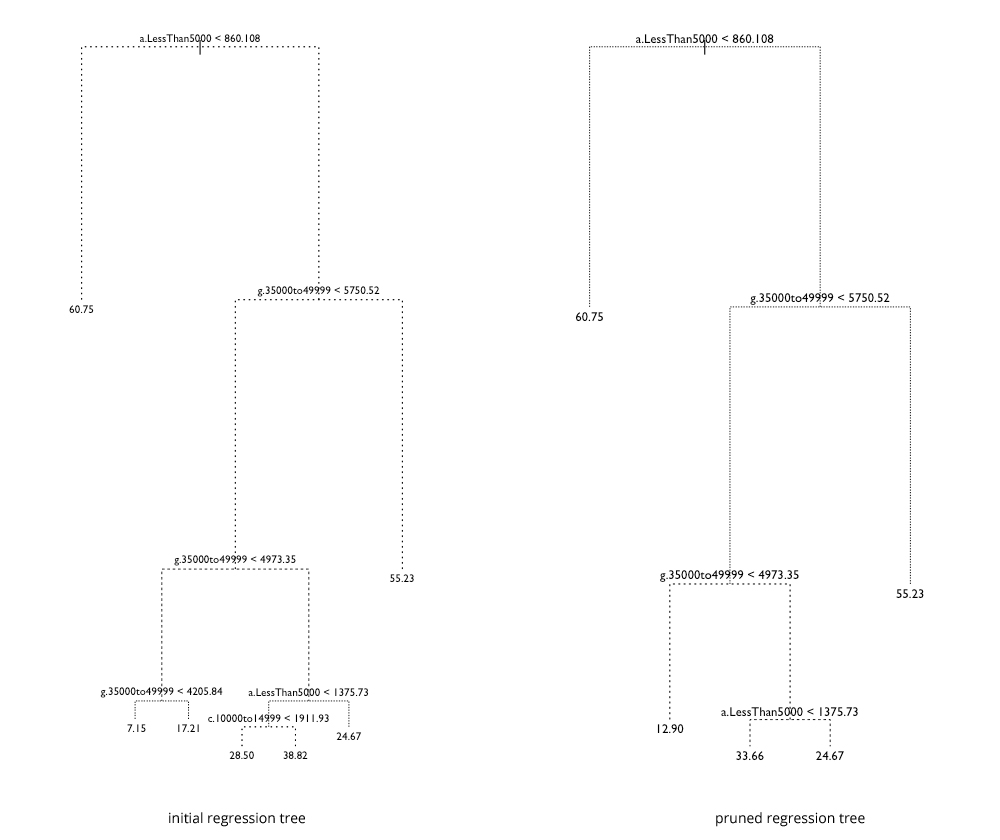 a.LessThan5000 < 860.108
60.75
g.35000to49999 < 5750.52
g.35000to49999 < 4973.35
55.23
g.35000to49999 < 4205.84
a.LessThan5000 < 1375.73
7.15
17.21
c.10000to14999 < 1911.93
24.67
28.50
38.82
initial regression tree
a.LessThan5000 < 860.108
60.75
g.35000to49999 < 5750.52
g.35000to49999 < 4973.35
55.23
12.90
a.LessThan5000 < 1375.73
33.66
24.67
pruned regression tree